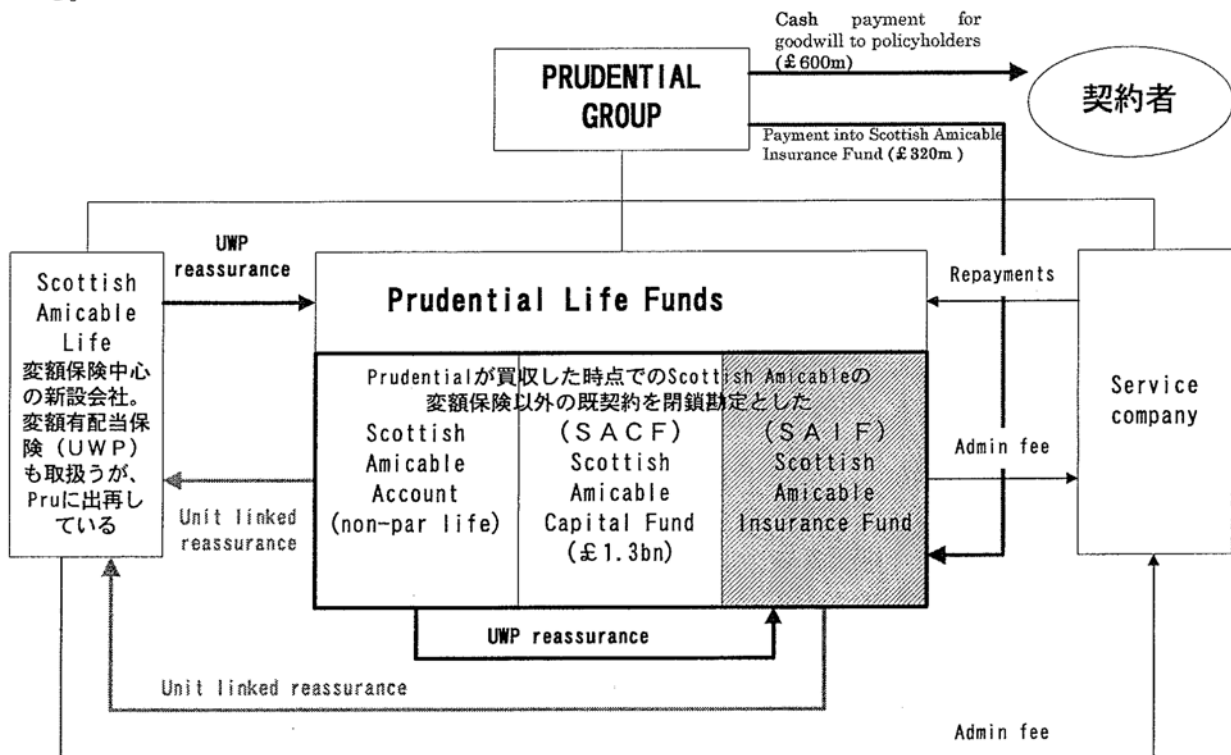 Cash payment for
goodwill to policyholders
(£600m)
PRUDENTIAL
GROUP
契約者
Payment into Scottish Amicable
Insurance Fund (£320m)
UWP
reassurance
Scottish
Amicable
Life
変額保険中心
の新設会社。
変額有配当保
険（UWP）
も取扱うが、
Pruに出再し
ている
Prudential Life Funds
Repayments
Service
company
Prudentialが買収した時点でのScottish Amicableの
変額保険以外の既契約を閉鎖勘定とした
Scottish
Amicable
Account
(non-par life)
(SACF)
Scottish
Amicable
Capital Fund
(£1.3bn)
(SAIF)
Scottish
Amicable
Insurance Fund
Admin fee
Unit linked
reassurance
UWP reassurance
Unit linked reassurance
Admin fee